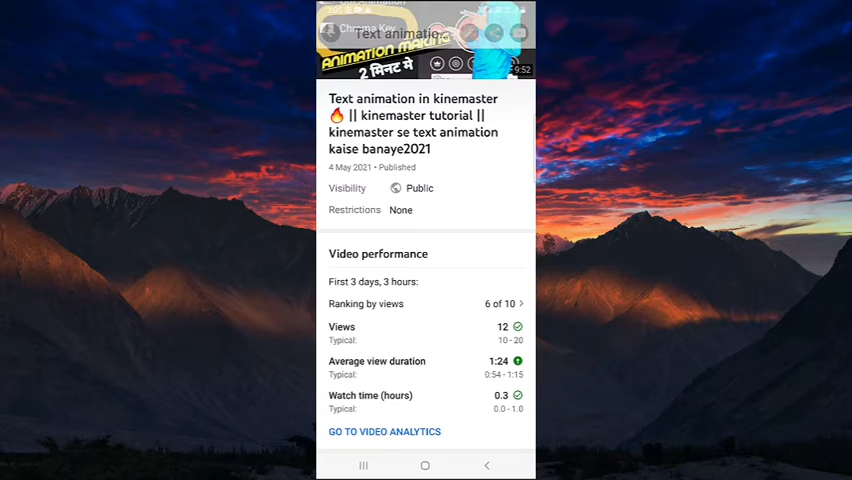 Chroma Key
Text animatio...
ANIMATION MAKING
2 मिनट मे
9:52
Text animation in kinemaster
🔥 || kinemaster tutorial ||
kinemaster se text animation
kaise banaye2021
4 May 2021 • Published
Visibility Public
Restrictions None
Video performance
First 3 days, 3 hours:
Ranking by views 6 of 10
Views 12
Typical: 10 - 20
Average view duration 1:24
Typical: 0:54 - 1:15
Watch time (hours) 0.3
Typical: 0.0 - 1.0
GO TO VIDEO ANALYTICS